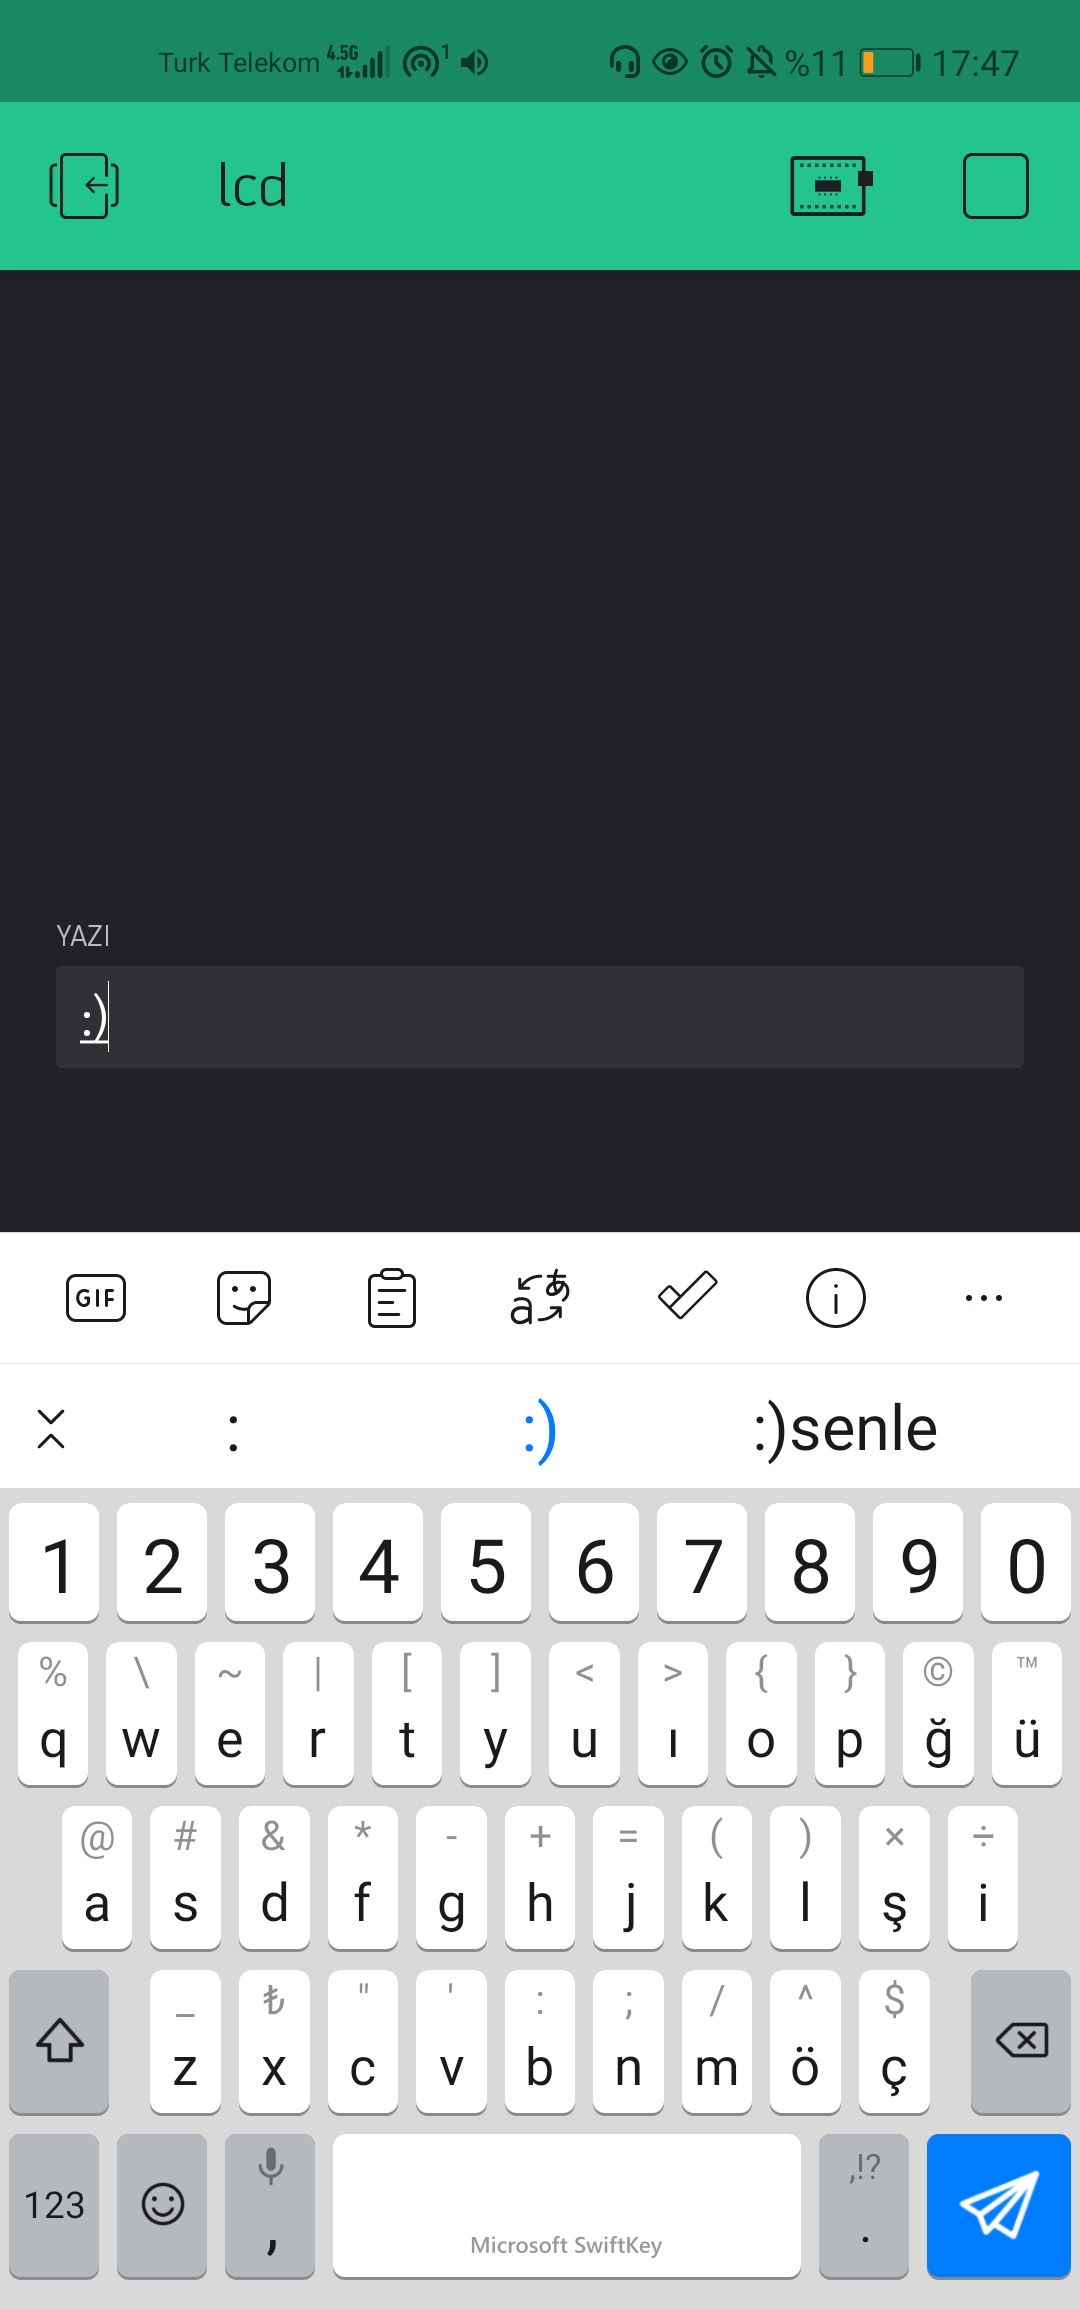 Turk Telekom 4.5G 1 %11 17:47
lcd
YAZI
:)
GIF
: :) :)senle
1 2 3 4 5 6 7 8 9 0
% \ ~ | [ ] < > { } © ™
q w e r t y u ı o p ğ ü
@ # & * - + = ( ) × ÷
a s d f g h j k l ş i
_ ₺ " ' : ; / ^ $
z x c v b n m ö ç
,!?
123 , Microsoft SwiftKey .